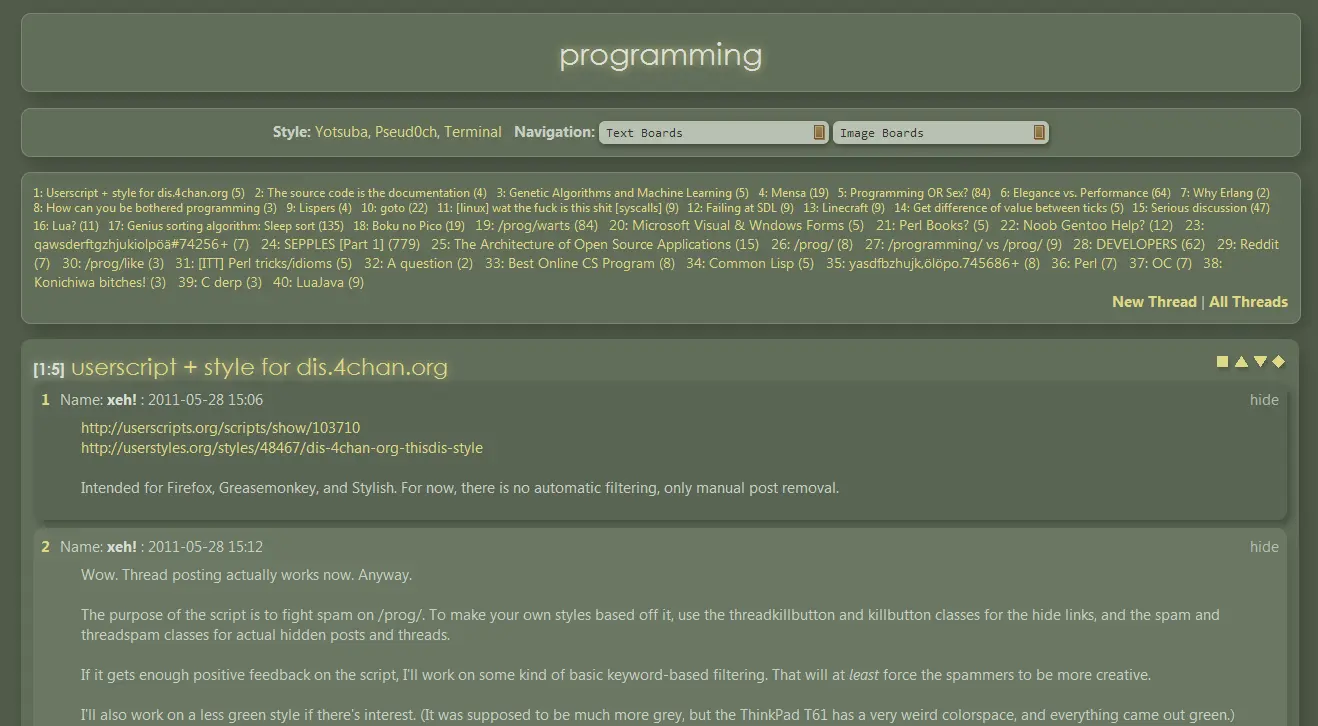 programming
Style: Yotsuba, Pseud0ch, Terminal Navigation: Text Boards Image Boards
1: Userscript + style for dis.4chan.org (5) 2: The source code is the documentation (4) 3: Genetic Algorithms and Machine Learning (5) 4: Mensa (19) 5: Programming OR Sex? (84) 6: Elegance vs. Performance (64) 7: Why Erlang (2)
8: How can you be bothered programming (3) 9: Lispers (4) 10: goto (22) 11: [linux] wat the fuck is this shit [syscalls] (9) 12: Failing at SDL (9) 13: Linecraft (9) 14: Get difference of value between ticks (5) 15: Serious discussion (47)
16: Lua? (11) 17: Genius sorting algorithm: Sleep sort (135) 18: Boku no Pico (19) 19: /prog/warts (84) 20: Microsoft Visual & Wndows Forms (5) 21: Perl Books? (5) 22: Noob Gentoo Help? (12) 23:
qawsderftgzhjukiolpöä#74256+ (7) 24: SEPPLES [Part 1] (779) 25: The Architecture of Open Source Applications (15) 26: /prog/ (8) 27: /programming/ vs /prog/ (9) 28: DEVELOPERS (62) 29: Reddit
(7) 30: /prog/like (3) 31: [ITT] Perl tricks/idioms (5) 32: A question (2) 33: Best Online CS Program (8) 34: Common Lisp (5) 35: yasdfbzhujk,ölöpo.745686+ (8) 36: Perl (7) 37: OC (7) 38:
Konichiwa bitches! (3) 39: C derp (3) 40: LuaJava (9)
New Thread | All Threads
[1:5] userscript + style for dis.4chan.org
1 Name: xeh! : 2011-05-28 15:06 hide
http://userscripts.org/scripts/show/103710
http://userstyles.org/styles/48467/dis-4chan-org-thisdis-style
Intended for Firefox, Greasemonkey, and Stylish. For now, there is no automatic filtering, only manual post removal.
2 Name: xeh! : 2011-05-28 15:12 hide
Wow. Thread posting actually works now. Anyway.
The purpose of the script is to fight spam on /prog/. To make your own styles based off it, use the threadkillbutton and killbutton classes for the hide links, and the spam and
threadspam classes for actual hidden posts and threads.
If it gets enough positive feedback on the script, I'll work on some kind of basic keyword-based filtering. That will at least force the spammers to be more creative.
I'll also work on a less green style if there's interest. (It was supposed to be much more grey, but the ThinkPad T61 has a very weird colorspace, and everything came out green.)